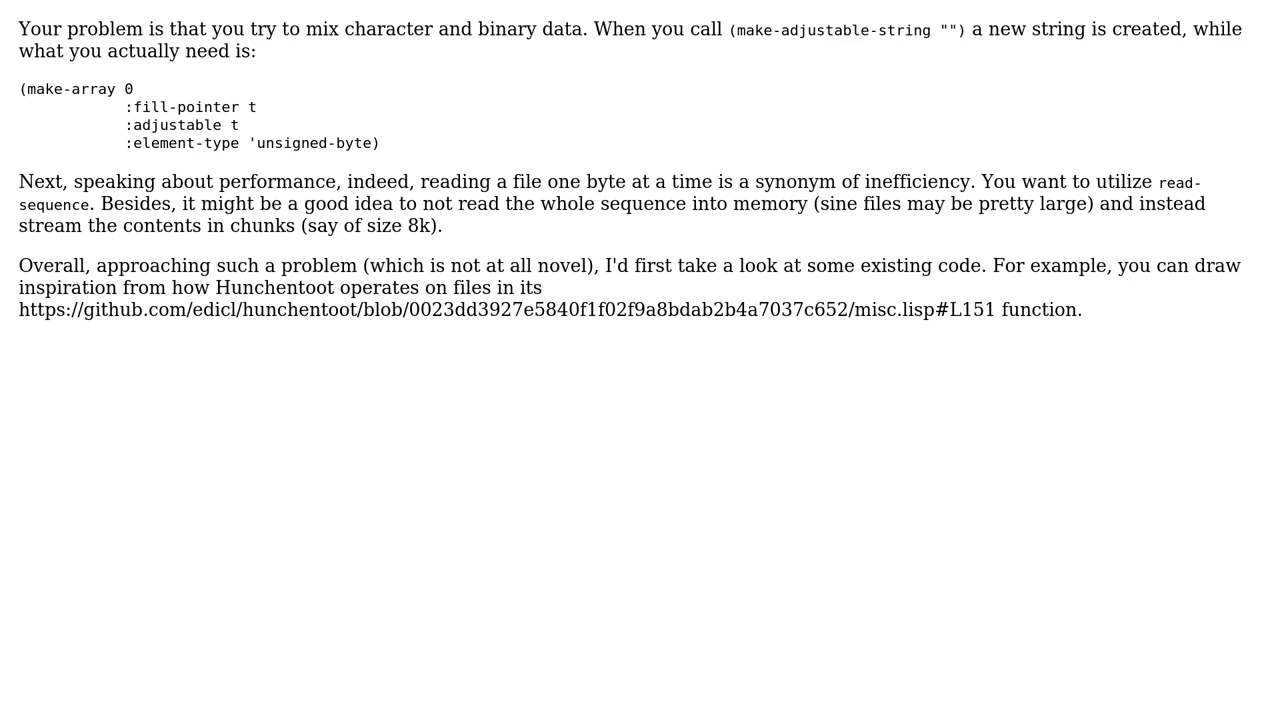 Your problem is that you try to mix character and binary data. When you call (make-adjustable-string "") a new string is created, while
what you actually need is:
(make-array 0
            :fill-pointer t
            :adjustable t
            :element-type 'unsigned-byte)
Next, speaking about performance, indeed, reading a file one byte at a time is a synonym of inefficiency. You want to utilize read-
sequence. Besides, it might be a good idea to not read the whole sequence into memory (sine files may be pretty large) and instead
stream the contents in chunks (say of size 8k).
Overall, approaching such a problem (which is not at all novel), I'd first take a look at some existing code. For example, you can draw
inspiration from how Hunchentoot operates on files in its
https://github.com/edicl/hunchentoot/blob/0023dd3927e5840f1f02f9a8bdab2b4a7037c652/misc.lisp#L151 function.